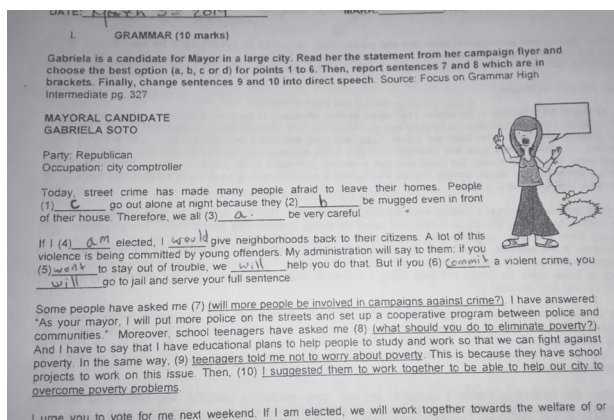 DATE: March 5= 2019 MARK:
I. GRAMMAR (10 marks)
Gabriela is a candidate for Mayor in a large city. Read her the statement from her campaign flyer and
choose the best option (a, b, c or d) for points 1 to 6. Then, report sentences 7 and 8 which are in
brackets. Finally, change sentences 9 and 10 into direct speech. Source: Focus on Grammar High
Intermediate pg. 327
MAYORAL CANDIDATE
GABRIELA SOTO
Party: Republican
Occupation: city comptroller
Today, street crime has made many people afraid to leave their homes. People
(1) c go out alone at night because they (2) b be mugged even in front
of their house. Therefore, we all (3) a. be very careful.
If I (4) am elected, I would give neighborhoods back to their citizens. A lot of this
violence is being committed by young offenders. My administration will say to them: if you
(5) want to stay out of trouble, we will help you do that. But if you (6) commit a violent crime, you
will go to jail and serve your full sentence.
Some people have asked me (7) (will more people be involved in campaigns against crime?). I have answered:
"As your mayor, I will put more police on the streets and set up a cooperative program between police and
communities." Moreover, school teenagers have asked me (8) (what should you do to eliminate poverty?).
And I have to say that I have educational plans to help people to study and work so that we can fight against
poverty. In the same way, (9) teenagers told me not to worry about poverty. This is because they have school
projects to work on this issue. Then, (10) I suggested them to work together to be able to help our city to
overcome poverty problems.
I urge you to vote for me next weekend. If I am elected, we will work together towards the welfare of or